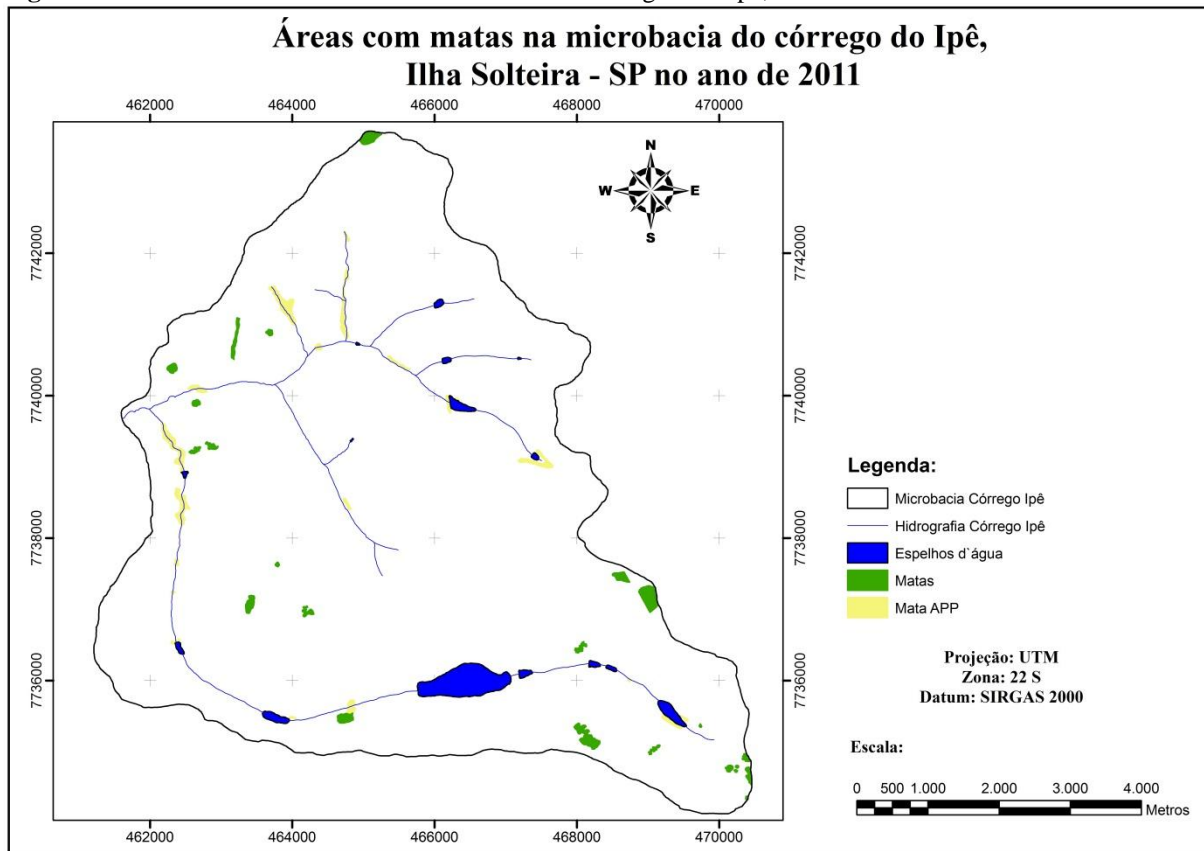 Áreas com matas na microbacia do córrego do Ipê,
Ilha Solteira - SP no ano de 2011
462000 464000 466000 468000 470000
N
W E
S
7742000 7742000
7740000 7740000
7738000 7738000
7736000 7736000
462000 464000 466000 468000 470000
Legenda:
Microbacia Córrego Ipê
Hidrografia Córrego Ipê
Espelhos d`água
Matas
Mata APP
Projeção: UTM
Zona: 22 S
Datum: SIRGAS 2000
Escala:
0 500 1.000 2.000 3.000 4.000
Metros